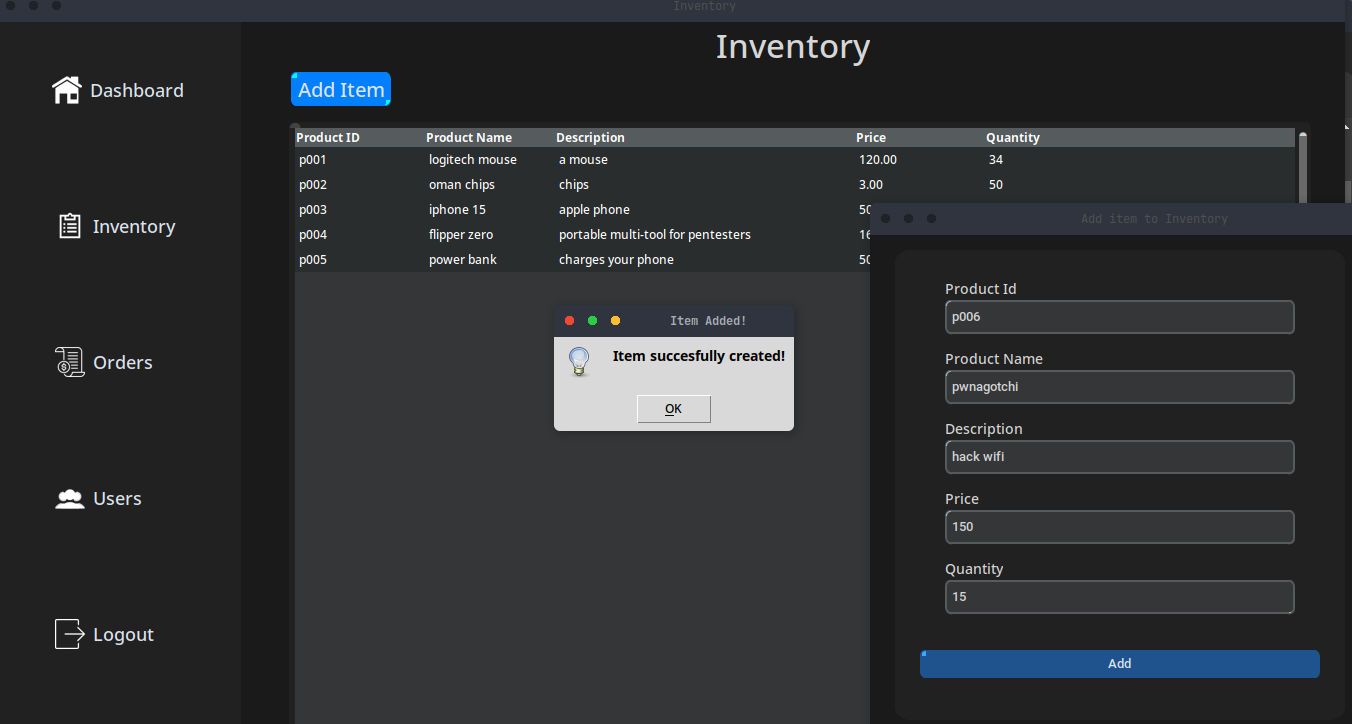 Inventory
Inventory
Dashboard
Inventory
Orders
Users
Logout
Add Item
Product ID Product Name Description Price Quantity
p001 logitech mouse a mouse 120.00 34
p002 oman chips chips 3.00 50
p003 iphone 15 apple phone 50
p004 flipper zero portable multi-tool for pentesters 16
p005 power bank charges your phone 50
Item Added!
Item succesfully created!
OK
Add item to Inventory
Product Id
p006
Product Name
pwnagotchi
Description
hack wifi
Price
150
Quantity
15
Add